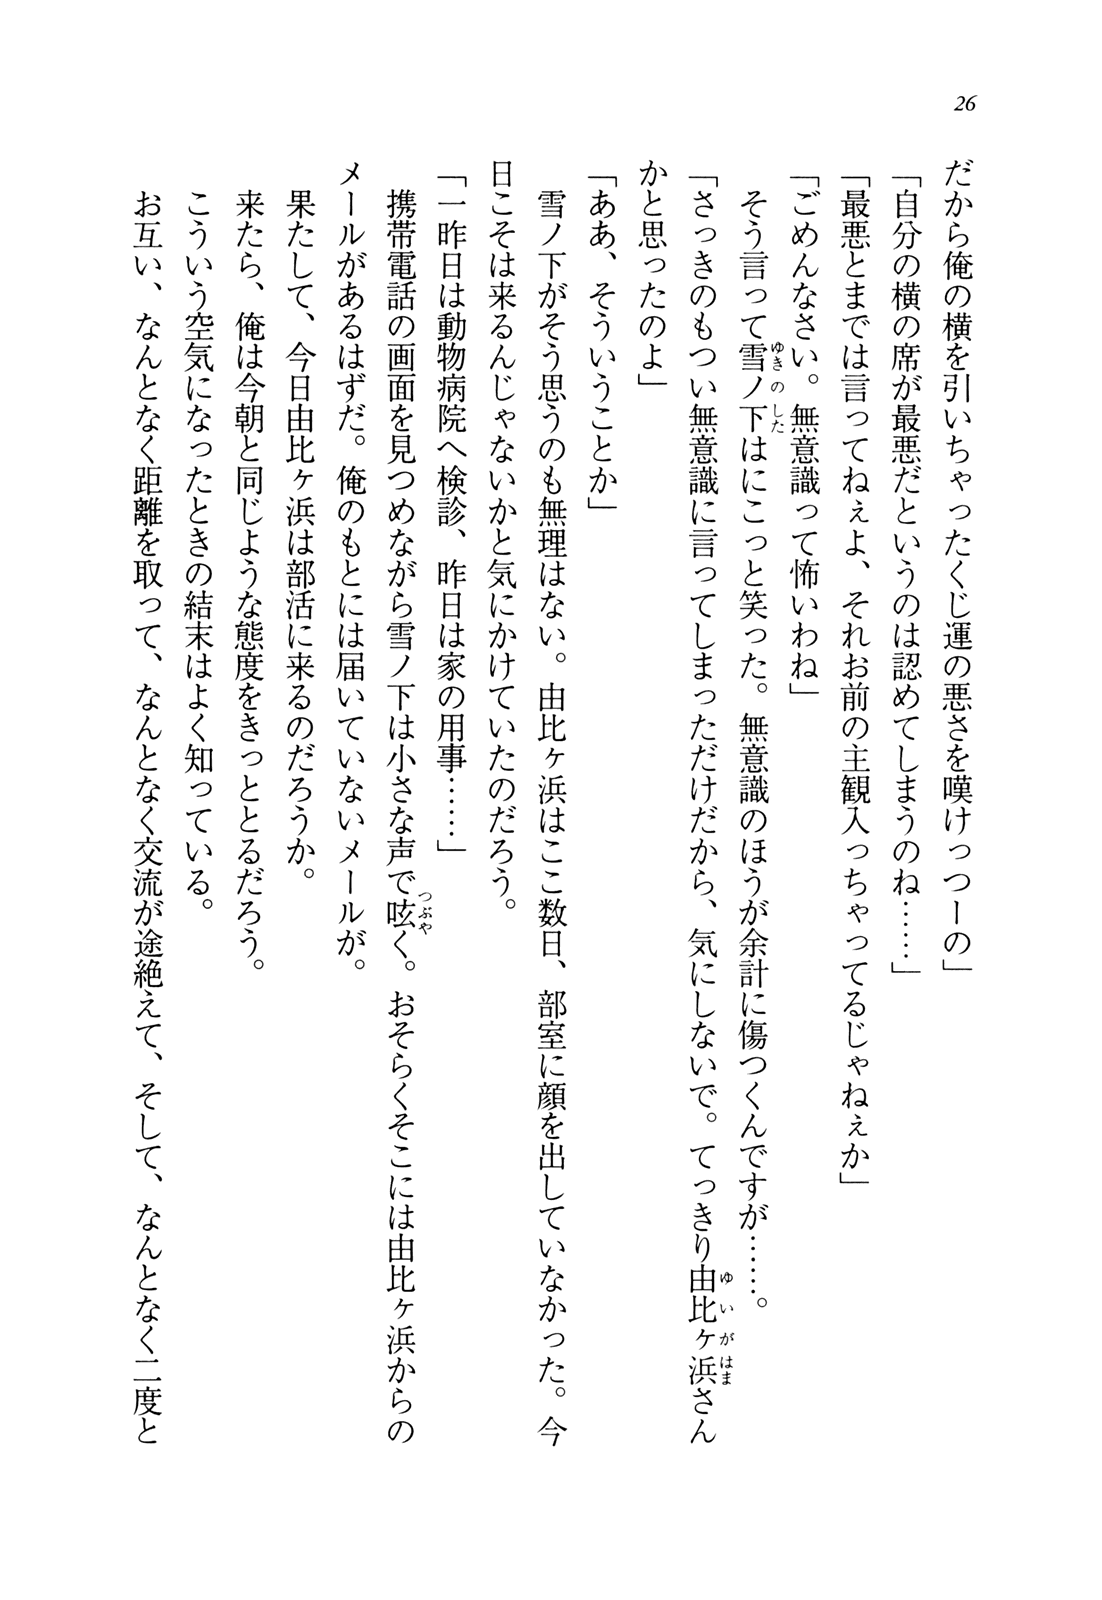 26
だから俺の横を引いちゃったくじ運の悪さを嘆けっつーの」
「自分の横の席が最悪だというのは認めてしまうのね……」
「最悪とまでは言ってねぇよ、それお前の主観入っちゃってるじゃねぇか」
「ごめんなさい。無意識って怖いわね」
そう言って雪ノ下はにこっと笑った。無意識のほうが余計に傷つくんですが……。
「さっきのもつい無意識に言ってしまっただけだから、気にしないで。てっきり由比ヶ浜さん
かと思ったのよ」
「ああ、そういうことか」
雪ノ下がそう思うのも無理はない。由比ヶ浜はここ数日、部室に顔を出していなかった。今
日こそは来るんじゃないかと気にかけていたのだろう。
「一昨日は動物病院へ検診、昨日は家の用事……」
携帯電話の画面を見つめながら雪ノ下は小さな声で呟く。おそらくそこには由比ヶ浜からの
メールがあるはずだ。俺のもとには届いていないメールが。
果たして、今日由比ヶ浜は部活に来るのだろうか。
来たら、俺は今朝と同じような態度をきっととるだろう。
こういう空気になったときの結末はよく知っている。
お互い、なんとなく距離を取って、なんとなく交流が途絶えて、そして、なんとなく二度と